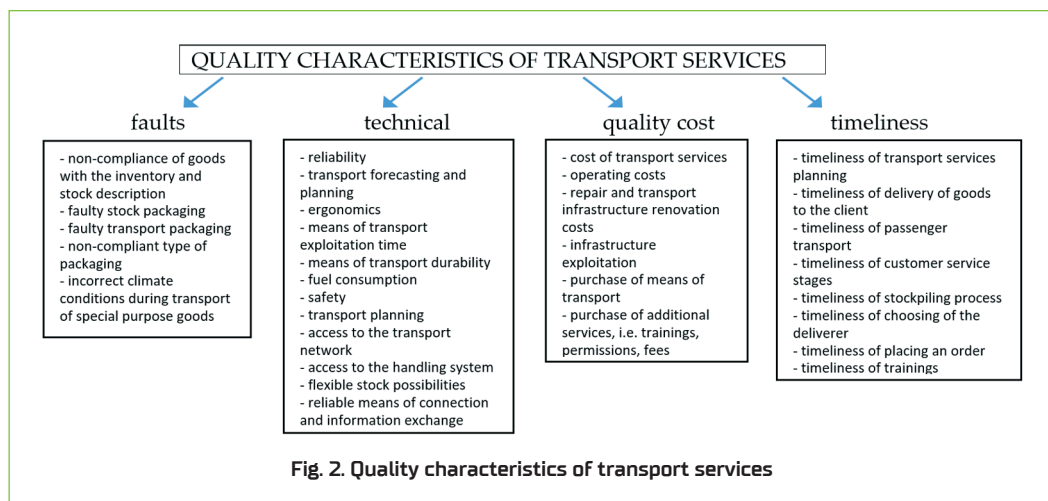 QUALITY CHARACTERISTICS OF TRANSPORT SERVICES
faults
- non-compliance of goods
with the inventory and
stock description
- faulty stock packaging
- faulty transport packaging
- non-compliant type of
packaging
- incorrect climate
conditions during transport
of special purpose goods
technical
- reliability
- transport forecasting and
planning
- ergonomics
- means of transport
exploitation time
- means of transport durability
- fuel consumption
- safety
- transport planning
- access to the transport
network
- access to the handling system
- flexible stock possibilities
- reliable means of connection
and information exchange
quality cost
- cost of transport services
- operating costs
- repair and transport
infrastructure renovation
costs
- infrastructure
exploitation
- purchase of means of
transport
- purchase of additional
services, i.e. trainings,
permissions, fees
timeliness
- timeliness of transport services
planning
- timeliness of delivery of goods
to the client
- timeliness of passenger
transport
- timeliness of customer service
stages
- timeliness of stockpiling process
- timeliness of choosing of the
deliverer
- timeliness of placing an order
- timeliness of trainings
Fig. 2. Quality characteristics of transport services